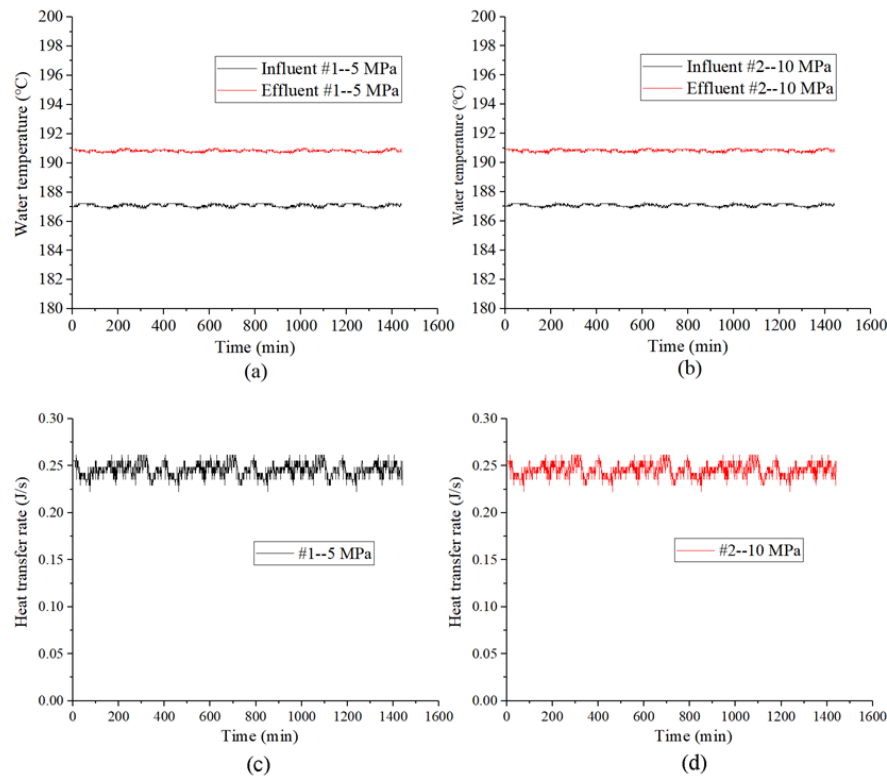 200
198
196
194
192
190
188
186
184
182
180
Water temperature (°C)
Influent #1--5 MPa
Effluent #1--5 MPa
0 200 400 600 800 1000 1200 1400 1600
Time (min)
(a)
200
198
196
194
192
190
188
186
184
182
180
Water temperature (°C)
Influent #2--10 MPa
Effluent #2--10 MPa
0 200 400 600 800 1000 1200 1400 1600
Time (min)
(b)
0.30
0.25
0.20
0.15
0.10
0.05
0.00
Heat transfer rate (J/s)
#1--5 MPa
0 200 400 600 800 1000 1200 1400 1600
Time (min)
(c)
0.30
0.25
0.20
0.15
0.10
0.05
0.00
Heat transfer rate (J/s)
#2--10 MPa
0 200 400 600 800 1000 1200 1400 1600
Time (min)
(d)